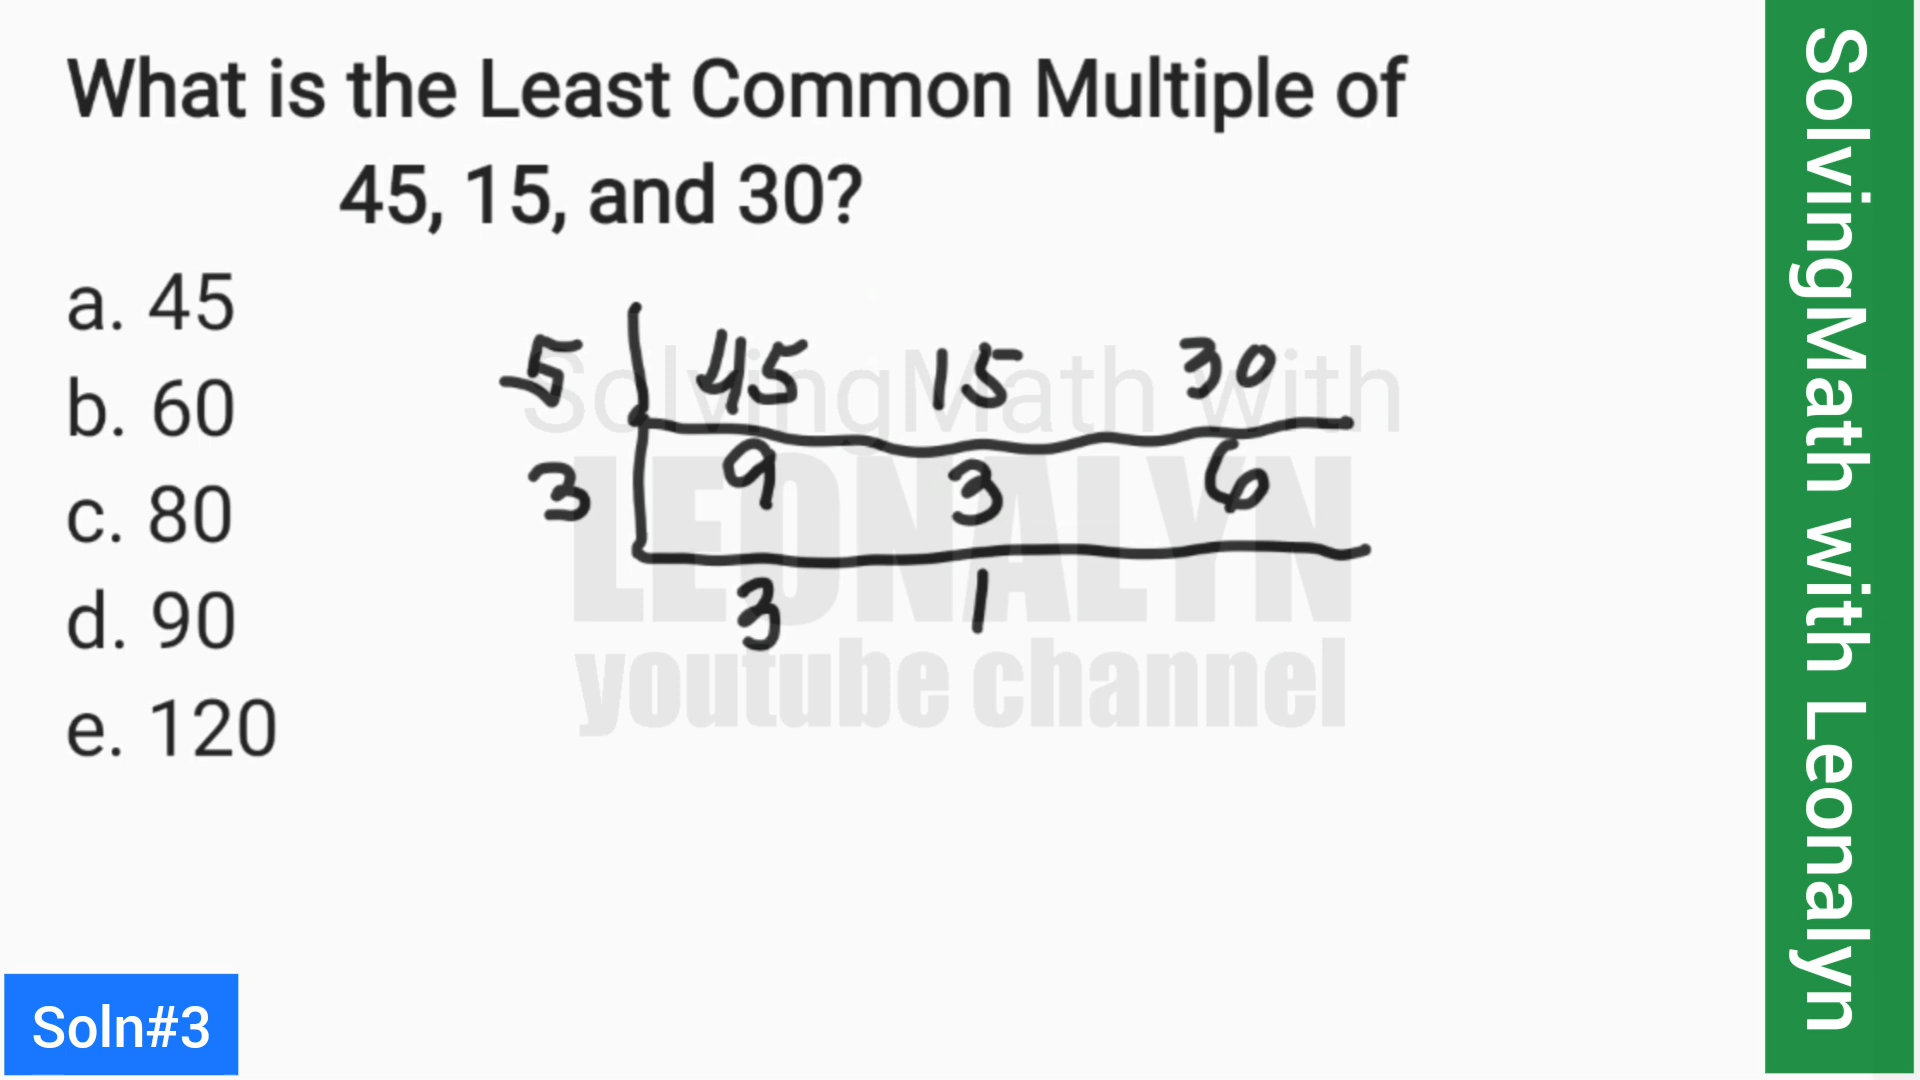 What is the Least Common Multiple of
45, 15, and 30?
a. 45
b. 60
c. 80
d. 90
e. 120
5 45 15 30
3 9 3 6
3 1
SolvingMath with
LEONALYN
youtube channel
Soln#3
SolvingMath with Leonalyn